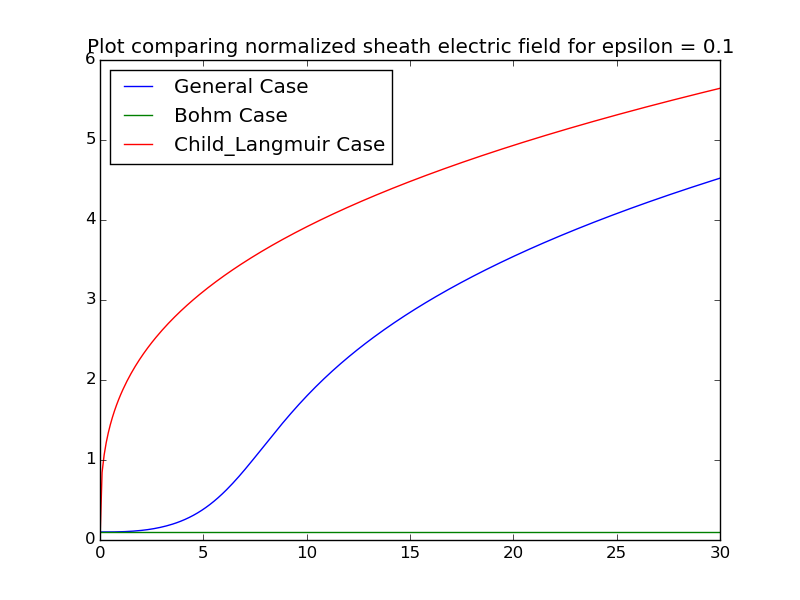 Plot comparing normalized sheath electric field for epsilon = 0.1
6
General Case
Bohm Case
Child_Langmuir Case
5
4
3
2
1
0
0 5 10 15 20 25 30